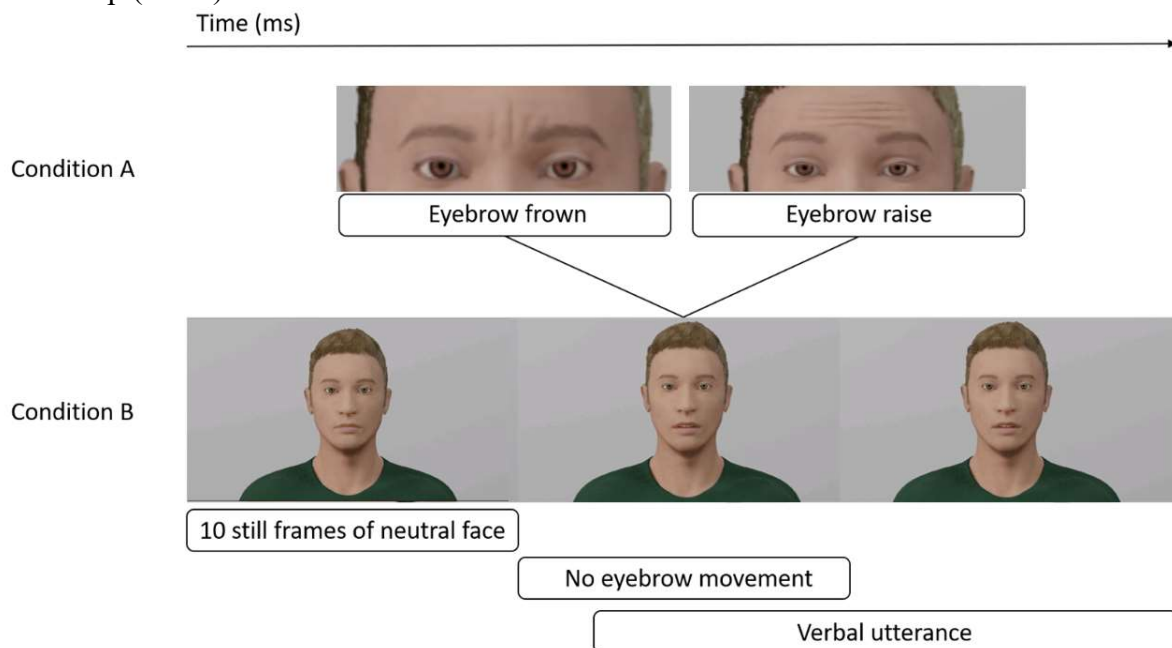 Time (ms)
Condition A
Eyebrow frown
Eyebrow raise
Condition B
10 still frames of neutral face
No eyebrow movement
Verbal utterance